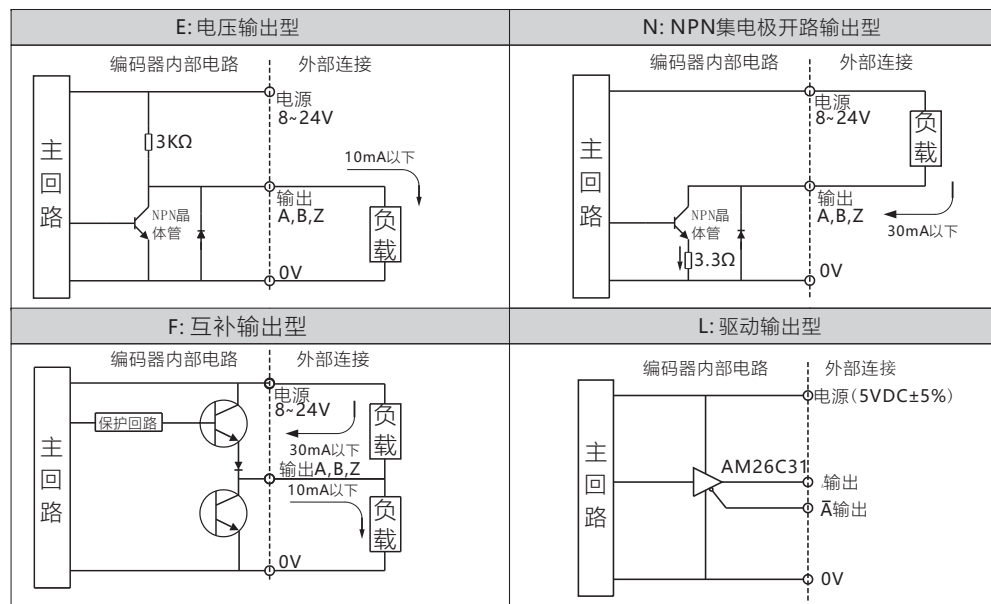 E: 电压输出型
编码器内部电路
外部连接
电源
8~24V
主回路
3KΩ
10mA以下
输出
A,B,Z
NPN晶
体管
负载
0V
N: NPN集电极开路输出型
编码器内部电路
外部连接
电源
8~24V
负载
主回路
输出
A,B,Z
NPN晶
体管
30mA以下
3.3Ω
0V
F: 互补输出型
编码器内部电路
外部连接
电源
8~24V
保护回路
负载
30mA以下
主回路
输出A,B,Z
10mA以下
负载
0V
L: 驱动输出型
编码器内部电路
外部连接
电源(5VDC±5%)
主回路
AM26C31
输出
A̅输出
0V